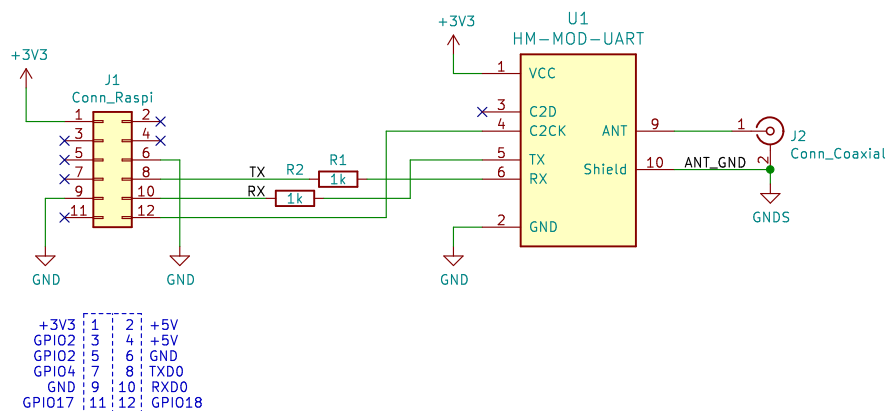 U1
HM-MOD-UART
+3V3
1 VCC
3 C2D
4 C2CK
5 TX
6 RX
2 GND
ANT 9
Shield 10
GND
ANT_GND
1
2
J2
Conn_Coaxial
GNDS
+3V3
J1
Conn_Raspi
1 2
3 4
5 6
7 8
9 10
11 12
TX
RX
R2
R1
1k
1k
GND
GND
+3V3 1 2 +5V
GPIO2 3 4 +5V
GPIO2 5 6 GND
GPIO4 7 8 TXD0
GND 9 10 RXD0
GPIO17 11 12 GPIO18